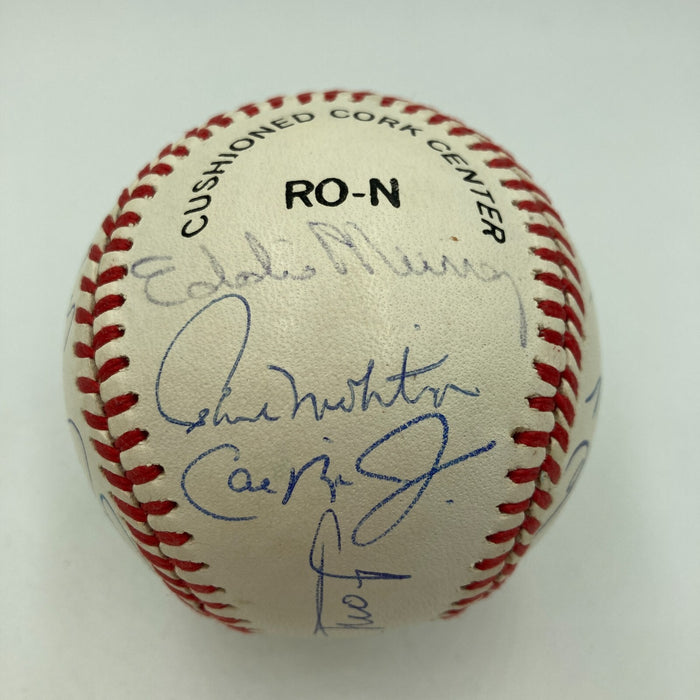 CUSHIONED CORK CENTER
RO-N
Eddie Murray
Paul Molitor
Cal Ripken Jr.